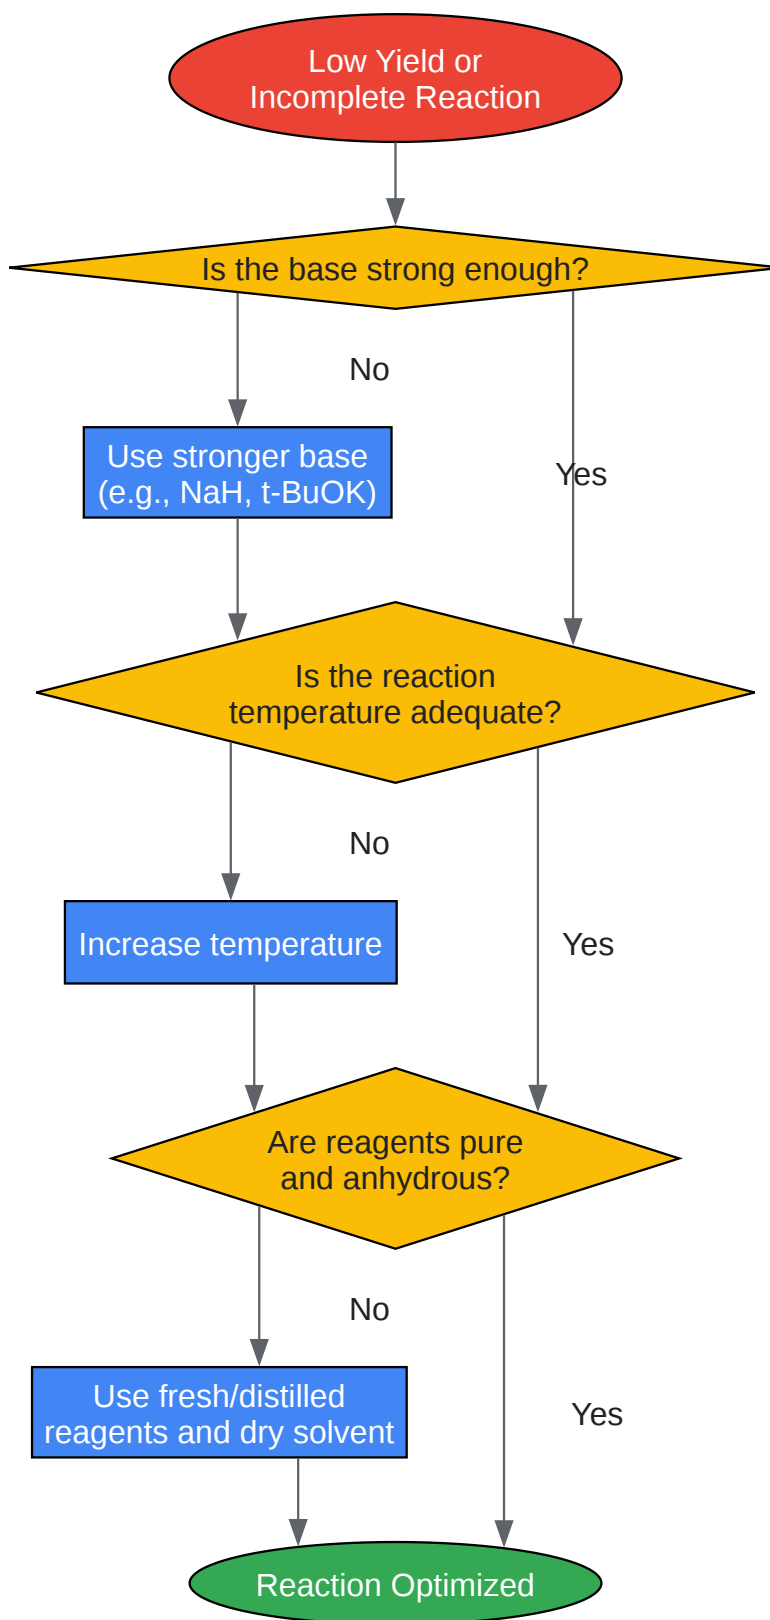 Low Yield or
Incomplete Reaction
Is the base strong enough?
No
Use stronger base
(e.g., NaH, t-BuOK)
Yes
Is the reaction
temperature adequate?
No
Increase temperature
Yes
Are reagents pure
and anhydrous?
No
Use fresh/distilled
reagents and dry solvent
Yes
Reaction Optimized